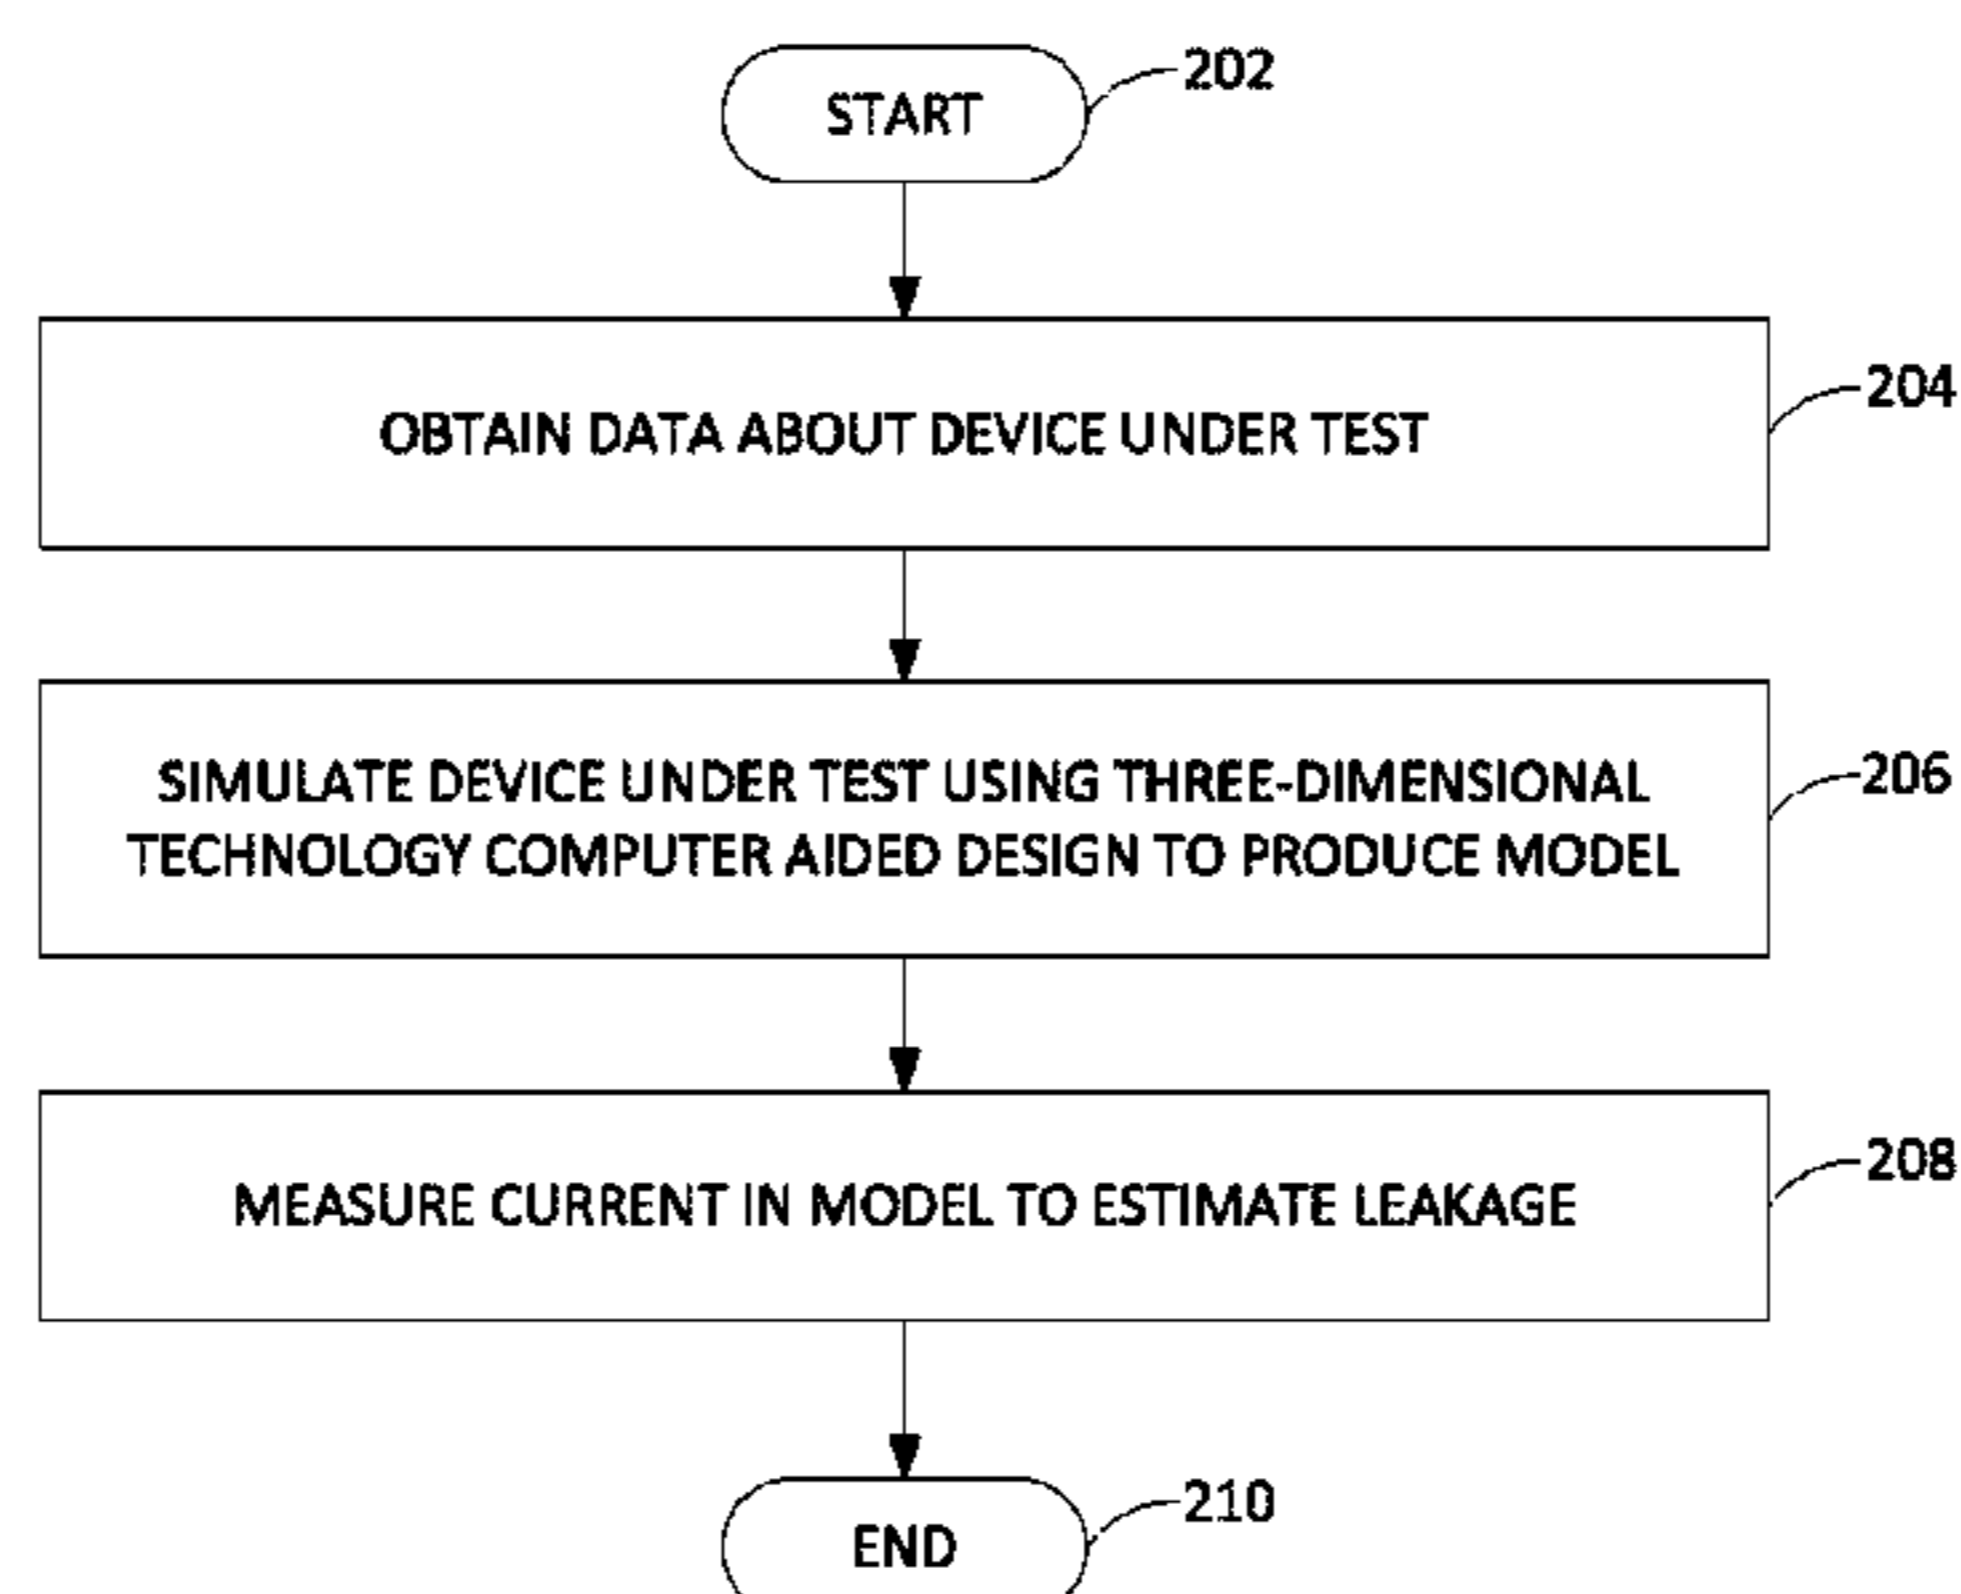 START
202
OBTAIN DATA ABOUT DEVICE UNDER TEST
204
SIMULATE DEVICE UNDER TEST USING THREE-DIMENSIONAL
TECHNOLOGY COMPUTER AIDED DESIGN TO PRODUCE MODEL
206
MEASURE CURRENT IN MODEL TO ESTIMATE LEAKAGE
208
END
210